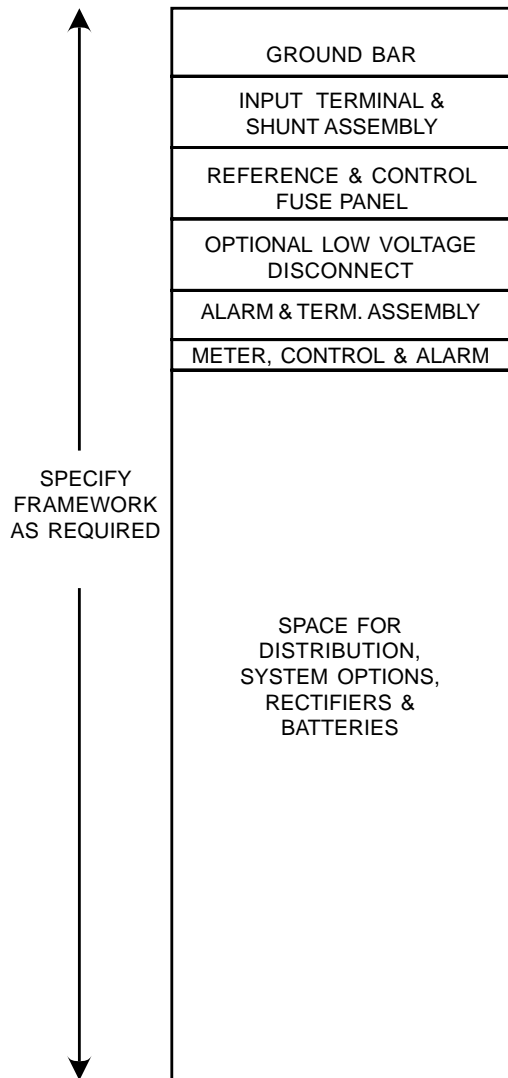 GROUND BAR
INPUT TERMINAL &
SHUNT ASSEMBLY
REFERENCE & CONTROL
FUSE PANEL
OPTIONAL LOW VOLTAGE
DISCONNECT
ALARM & TERM. ASSEMBLY
METER, CONTROL & ALARM
SPECIFY
FRAMEWORK
AS REQUIRED
SPACE FOR
DISTRIBUTION,
SYSTEM OPTIONS,
RECTIFIERS &
BATTERIES